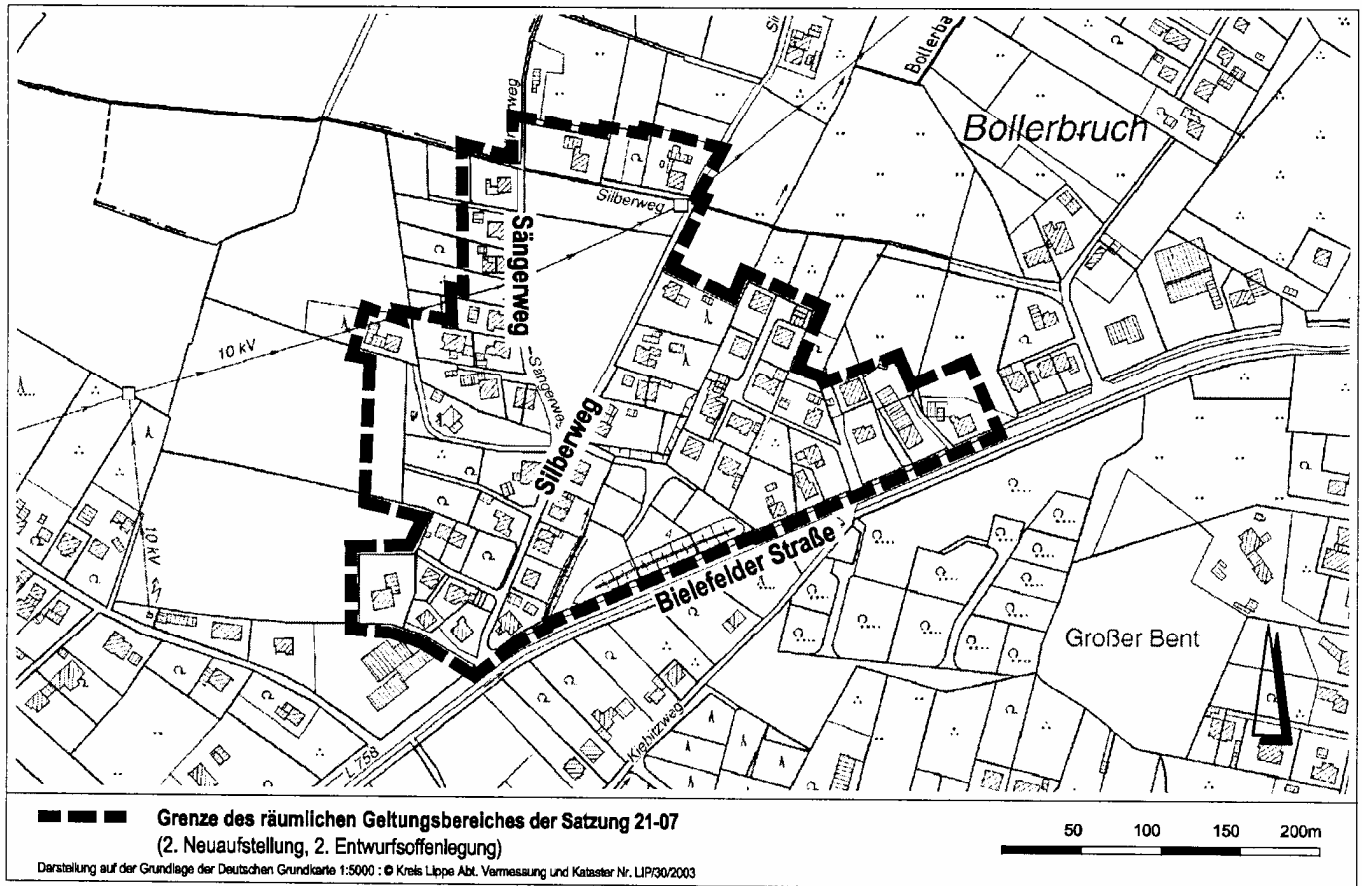 Bollerba
Bollerbruch
Silberweg
rweg
Sängerweg
10 kV
Sängerweg
Silberweg
10 kV
Bielefelder Straße
Großer Bent
Kiebitzweg
L 758
Grenze des räumlichen Geltungsbereiches der Satzung 21-07
(2. Neuaufstellung, 2. Entwurfsoffenlegung)
50 100 150 200m
Darstellung auf der Grundlage der Deutschen Grundkarte 1:5000 : © Kreis Lippe Abt. Vermessung und Kataster Nr. LIP/30/2003